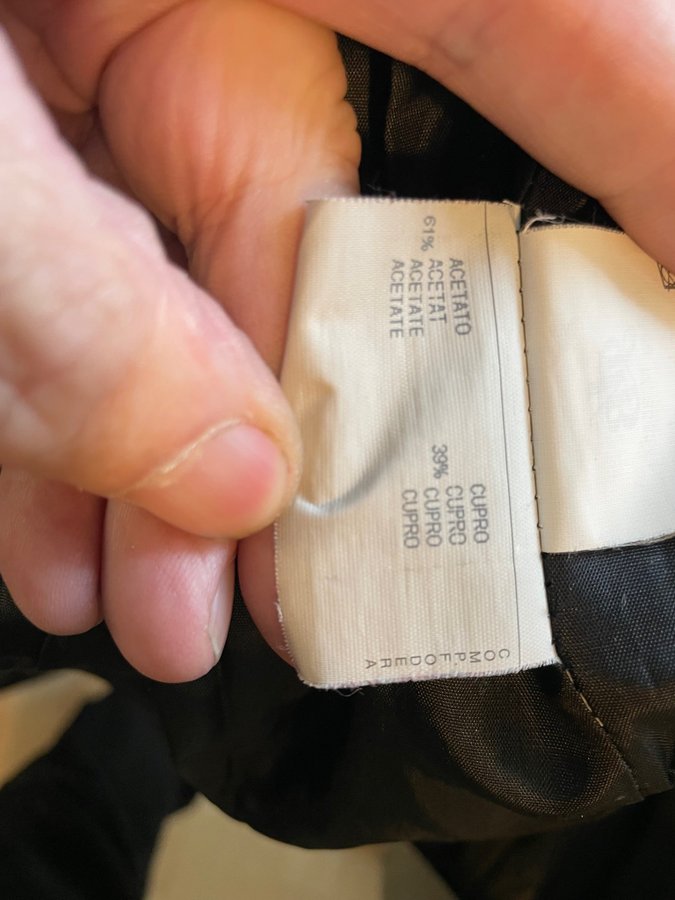 ACETATO
61% ACETAT
ACETATE
ACETATE
CUPRO
39% CUPRO
CUPRO
CUPRO
COMP.FODERA